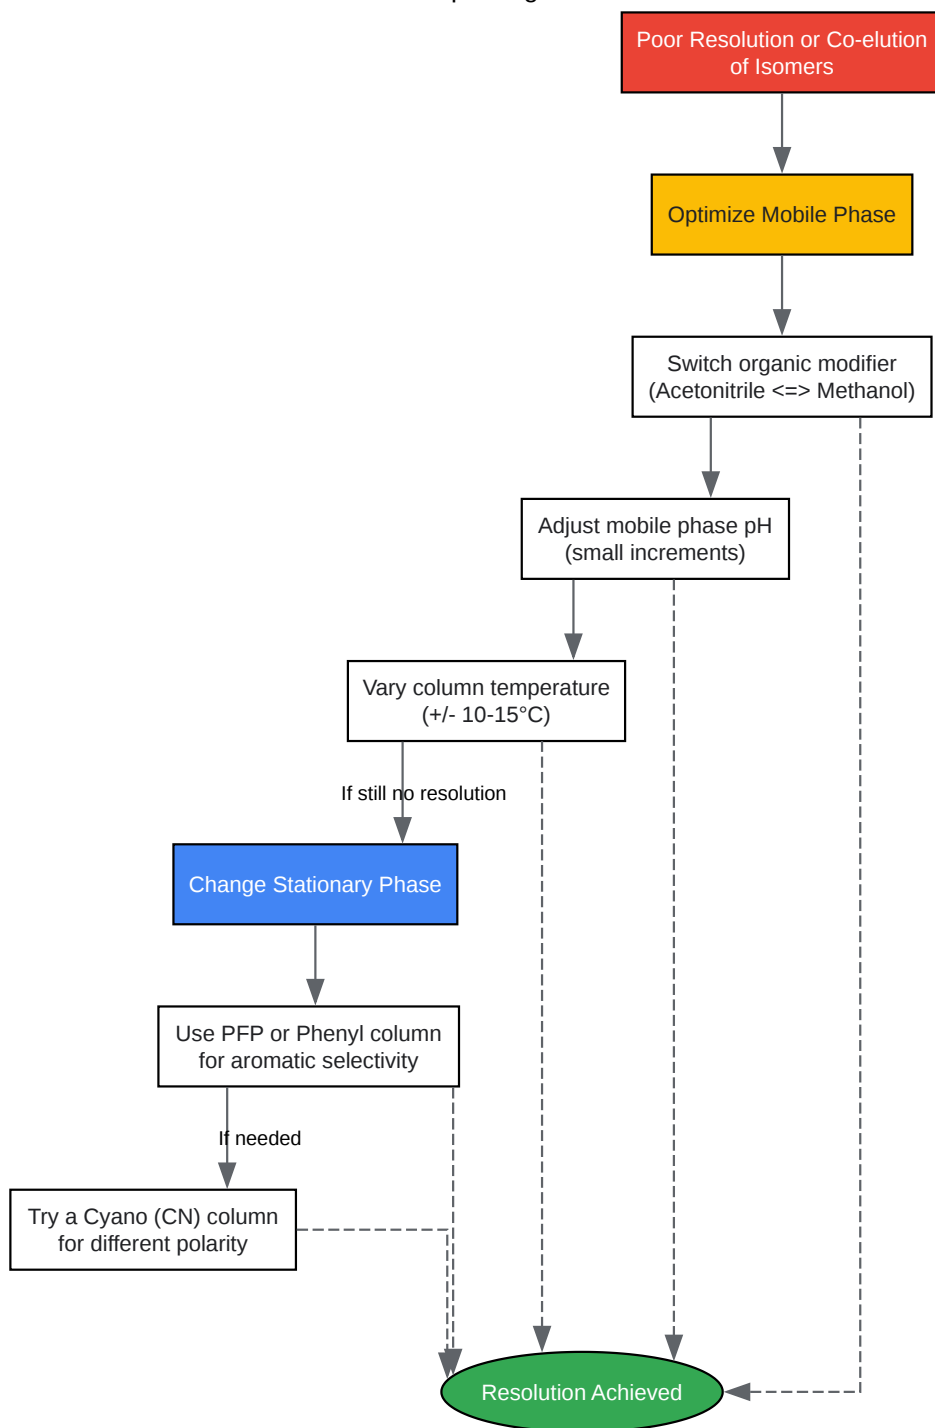 Poor Resolution or Co-elution
of Isomers
Optimize Mobile Phase
Switch organic modifier
(Acetonitrile <=> Methanol)
Adjust mobile phase pH
(small increments)
Vary column temperature
(+/- 10-15°C)
If still no resolution
Change Stationary Phase
Use PFP or Phenyl column
for aromatic selectivity
If needed
Try a Cyano (CN) column
for different polarity
Resolution Achieved